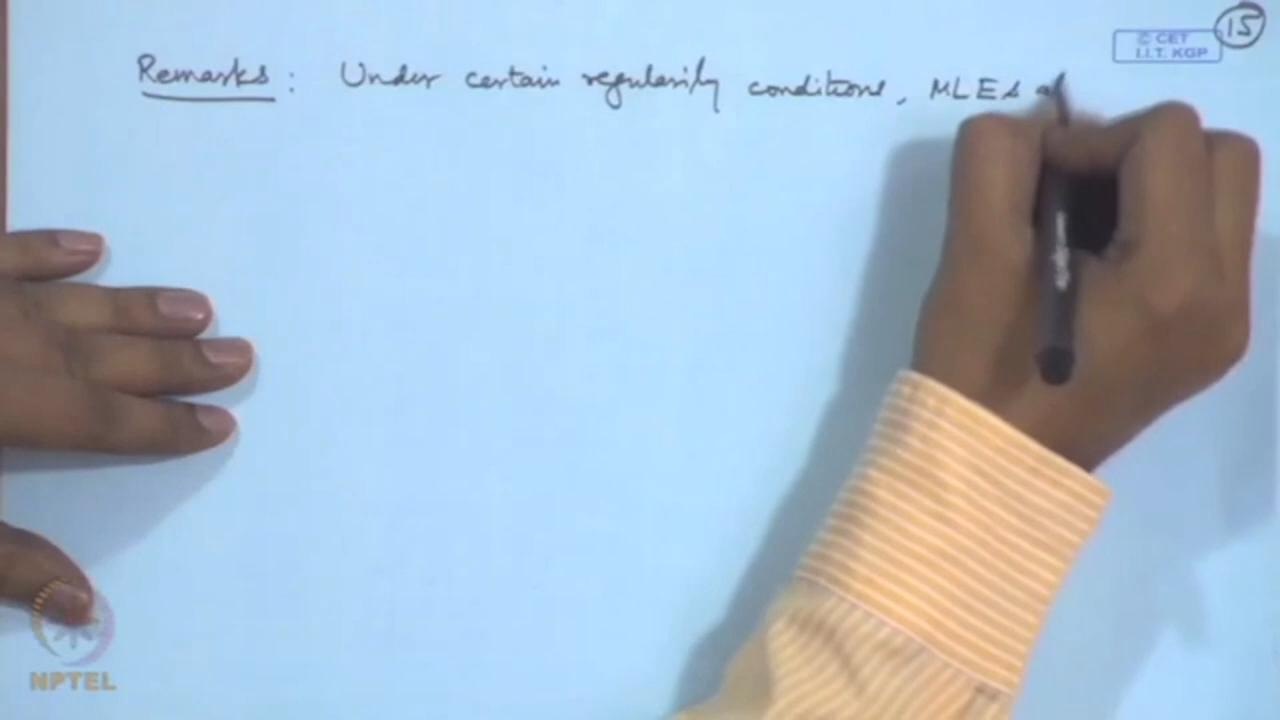 15
© CET
I.I.T. KGP
Remarks : Under certain regularity conditions, MLEs
NPTEL